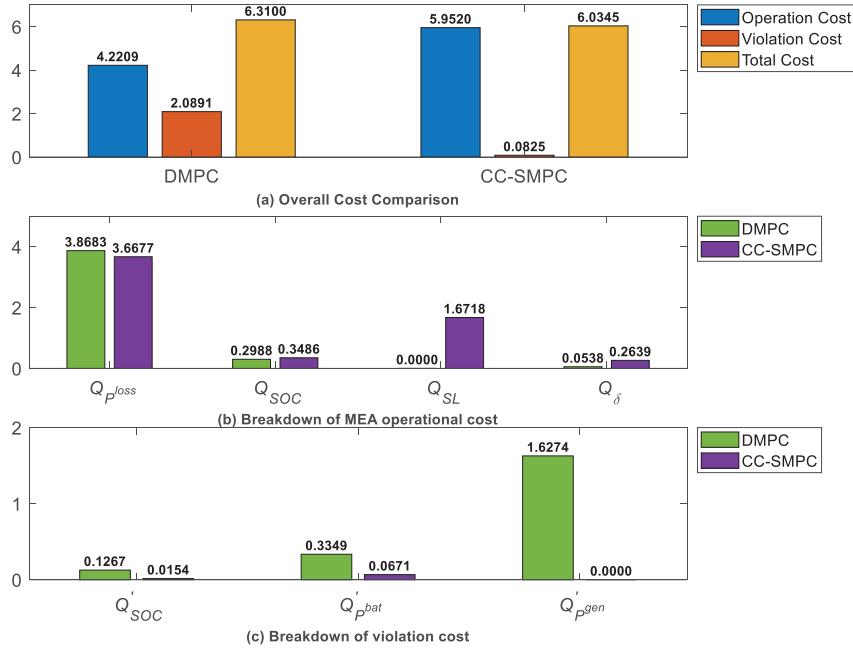 6.3100
5.9520
6.0345
4.2209
2.0891
0.0825
6
4
2
0
DMPC
CC-SMPC
Operation Cost
Violation Cost
Total Cost
(a) Overall Cost Comparison
3.8683
3.6677
0.2988
0.3486
0.0000
1.6718
0.0538
0.2639
4
2
0
Q_{P^{loss}}
Q_{SOC}
Q_{SL}
Q_δ
DMPC
CC-SMPC
(b) Breakdown of MEA operational cost
2
1
0
0.1267
0.0154
0.3349
0.0671
1.6274
0.0000
Q'_{SOC}
Q'_{P^{bat}}
Q'_{P^{gen}}
DMPC
CC-SMPC
(c) Breakdown of violation cost